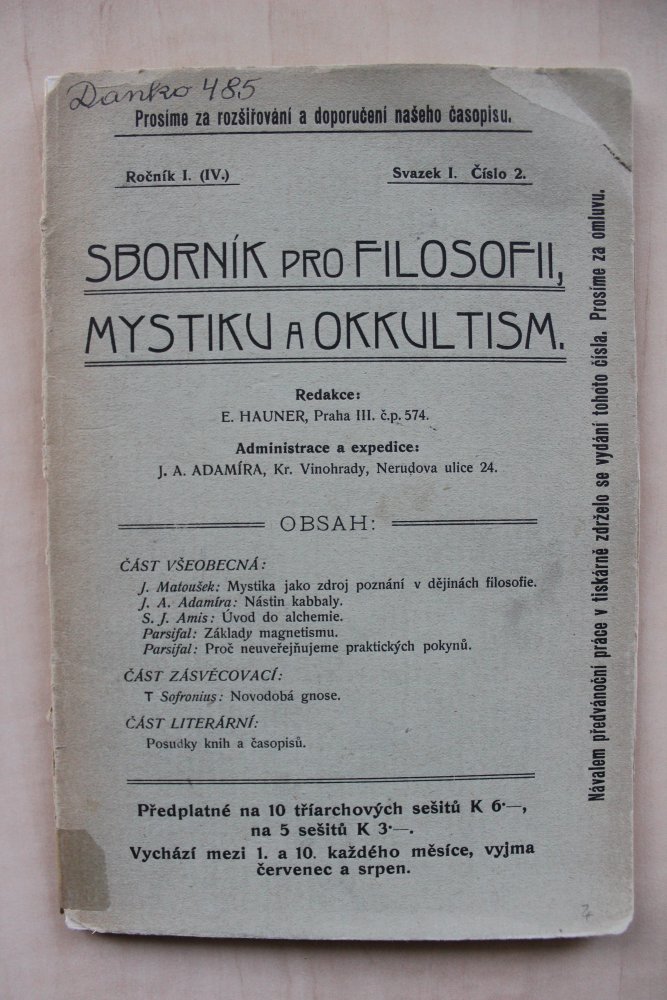 Danko 485
Prosíme za rozšiřování a doporučení našeho časopisu.
Ročník I. (IV.)
Svazek I. Číslo 2.
SBORNÍK PRO FILOSOFII,
MYSTIKU A OKKULTISM.
Redakce:
E. HAUNER, Praha III. č.p. 574.
Administrace a expedice:
J. A. ADAMÍRA, Kr. Vinohrady, Nerudova ulice 24.
OBSAH:
ČÁST VŠEOBECNÁ:
J. Matoušek: Mystika jako zdroj poznání v dějinách filosofie.
J. A. Adamíra: Nástin kabbaly.
S. J. Amis: Úvod do alchemie.
Parsifal: Základy magnetismu.
Parsifal: Proč neuveřejňujeme praktických pokynů.
ČÁST ZASVĚCOVACÍ:
T Sofronius: Novodobá gnose.
ČÁST LITERÁRNÍ:
Posudky knih a časopisů.
Předplatné na 10 tříarchových sešitů K 6·—,
na 5 sešitů K 3·—.
Vychází mezi 1. a 10. každého měsíce, vyjma
červenec a srpen.
Návalem předvánoční práce v tiskárně zdrželo se vydání tohoto čísla. Prosíme za omluvu.
7